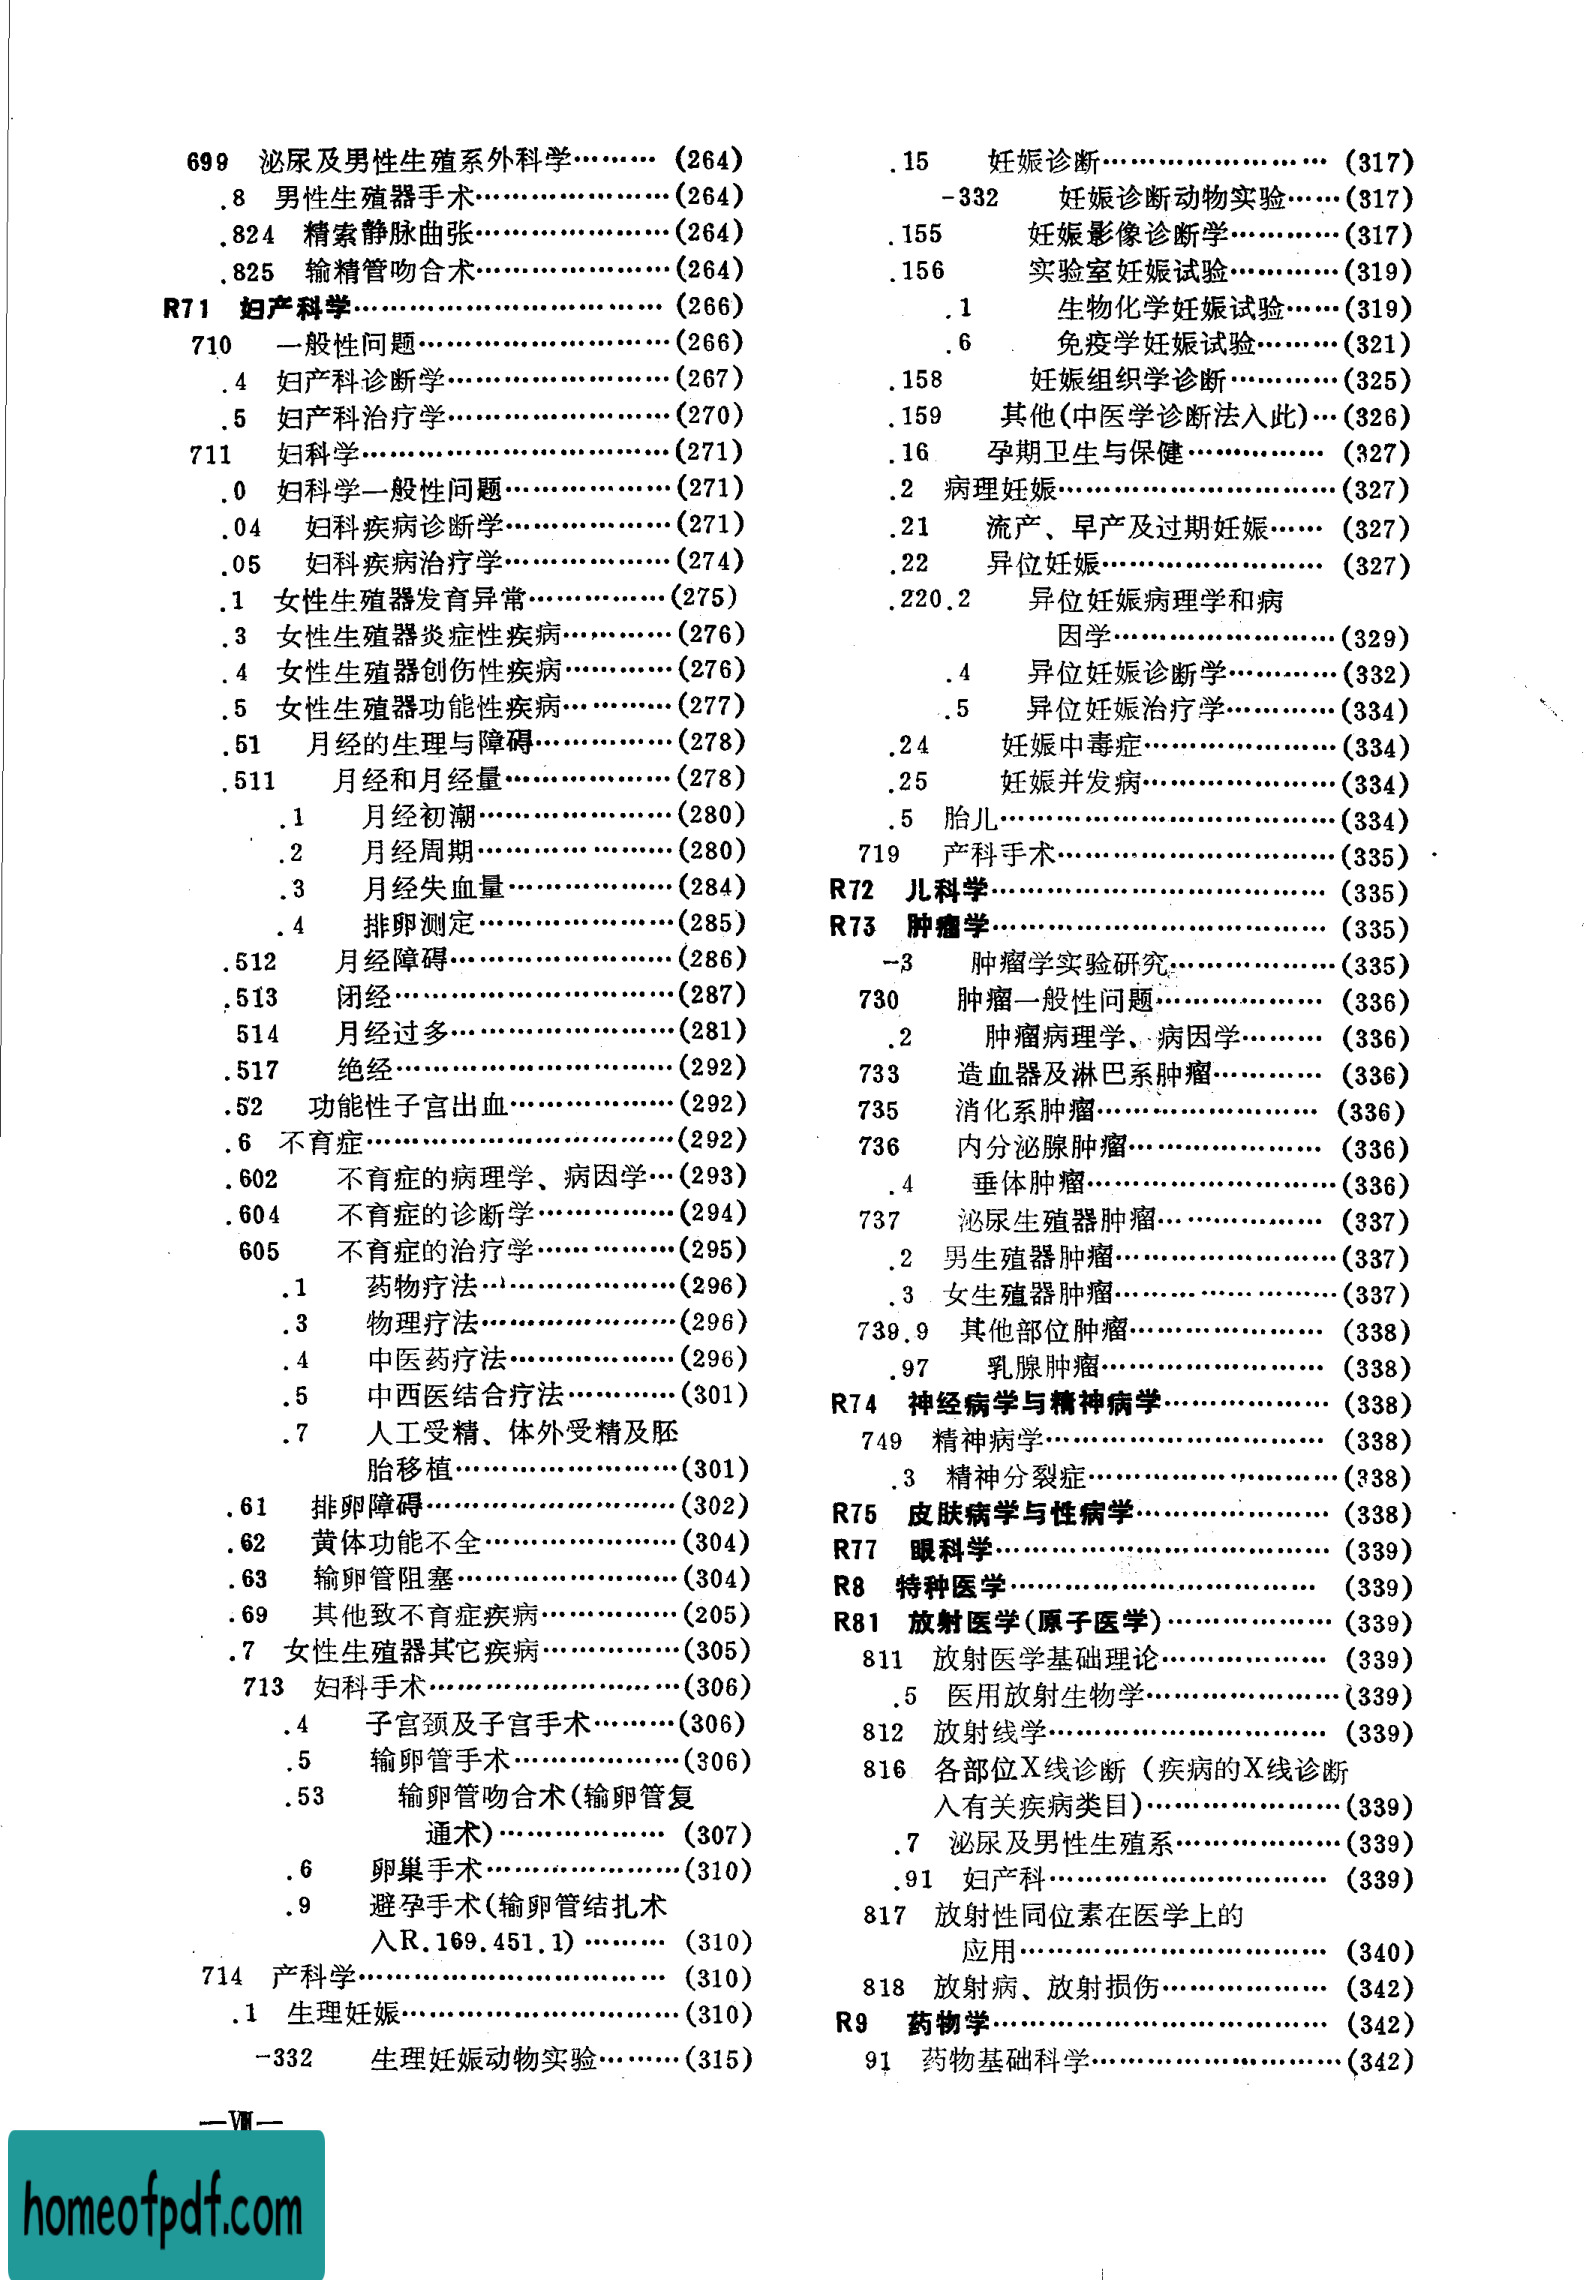 699 泌尿及男性生殖系外科学……… (264)
.8 男性生殖器手术…………………(264)
.824 精索静脉曲张…………………(264)
.825 输精管吻合术…………………(264)
R71 妇产科学…………………………… (266)
710 一般性问题………………………(266)
.4 妇产科诊断学……………………(267)
.5 妇产科治疗学……………………(270)
711 妇科学……………………………(271)
.0 妇科学一般性问题………………(271)
.04 妇科疾病诊断学………………(271)
.05 妇科疾病治疗学………………(274)
.1 女性生殖器发育异常……………(275)
.3 女性生殖器炎症性疾病…………(276)
.4 女性生殖器创伤性疾病…………(276)
.5 女性生殖器功能性疾病…………(277)
.51 月经的生理与障碍……………(278)
.511 月经和月经量………………(278)
.1 月经初潮…………………(280)
.2 月经周期…………………(280)
.3 月经失血量………………(284)
.4 排卵测定…………………(285)
.512 月经障碍……………………(286)
.513 闭经…………………………(287)
514 月经过多……………………(281)
.517 绝经…………………………(292)
.52 功能性子宫出血………………(292)
.6 不育症……………………………(292)
.602 不育症的病理学、病因学…(293)
.604 不育症的诊断学……………(294)
605 不育症的治疗学……………(295)
.1 药物疗法…………………(296)
.3 物理疗法…………………(296)
.4 中医药疗法………………(296)
.5 中西医结合疗法…………(301)
.7 人工受精、体外受精及胚
胎移植……………………(301)
.61 排卵障碍………………………(302)
.62 黄体功能不全…………………(304)
.63 输卵管阻塞……………………(304)
.69 其他致不育症疾病……………(205)
.7 女性生殖器其它疾病……………(305)
713 妇科手术………………………(306)
.4 子宫颈及子宫手术………(306)
.5 输卵管手术………………(306)
.53 输卵管吻合术(输卵管复
通术)……………… (307)
.6 卵巢手术…………………(310)
.9 避孕手术(输卵管结扎术
入R.169.451.1)……… (310)
714 产科学…………………………… (310)
.1 生理妊娠…………………………(310)
-332 生理妊娠动物实验………(315)
—Ⅷ—
.15 妊娠诊断…………………… (317)
-332 妊娠诊断动物实验……(317)
.155 妊娠影像诊断学…………(317)
.156 实验室妊娠试验…………(319)
.1 生物化学妊娠试验……(319)
.6 免疫学妊娠试验………(321)
.158 妊娠组织学诊断…………(325)
.159 其他(中医学诊断法入此)…(326)
.16 孕期卫生与保健…………… (327)
.2 病理妊娠…………………………(327)
.21 流产、早产及过期妊娠…… (327)
.22 异位妊娠…………………… (327)
.220.2 异位妊娠病理学和病
因学……………………(329)
.4 异位妊娠诊断学…………(332)
.5 异位妊娠治疗学…………(334)
.24 妊娠中毒症…………………(334)
.25 妊娠并发病…………………(334)
.5 胎儿………………………………(334)
719 产科手术…………………………(335)
R72 儿科学……………………………… (335)
R73 肿瘤学……………………………… (335)
-3 肿瘤学实验研究………………(335)
730 肿瘤一般性问题……………… (336)
.2 肿瘤病理学、病因学……… (336)
733 造血器及淋巴系肿瘤………… (336)
735 消化系肿瘤…………………… (336)
736 内分泌腺肿瘤………………… (336)
.4 垂体肿瘤………………………(336)
737 泌尿生殖器肿瘤……………… (337)
.2 男生殖器肿瘤……………………(337)
.3 女生殖器肿瘤……………………(337)
739.9 其他部位肿瘤………………… (338)
.97 乳腺肿瘤…………………… (338)
R74 神经病学与精神病学……………… (338)
749 精神病学………………………… (338)
.3 精神分裂症………………………(338)
R75 皮肤病学与性病学………………… (338)
R77 眼科学……………………………… (339)
R8 特种医学…………………………… (339)
R81 放射医学(原子医学)……………… (339)
811 放射医学基础理论……………… (339)
.5 医用放射生物学…………………(339)
812 放射线学………………………… (339)
816 各部位X线诊断（疾病的X线诊断
入有关疾病类目)…………………(339)
.7 泌尿及男性生殖系………………(339)
.91 妇产科………………………… (339)
817 放射性同位素在医学上的
应用…………………………… (340)
818 放射病、放射损伤……………… (342)
R9 药物学……………………………… (342)
91 药物基础科学………………………(342)
homeofpdf.com